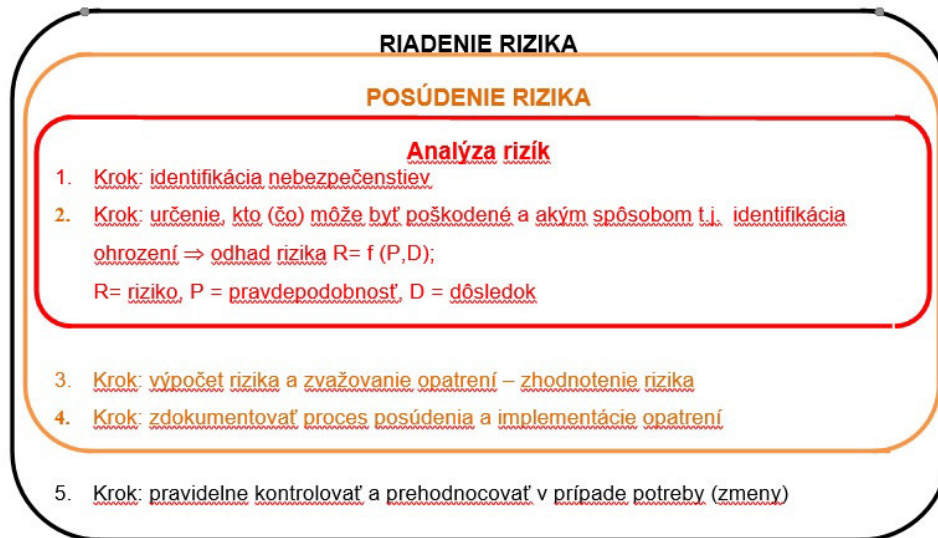 RIADENIE RIZIKA
POSÚDENIE RIZIKA
Analýza rizík
1. Krok: identifikácia nebezpečenstiev
2. Krok: určenie, kto (čo) môže byť poškodené a akým spôsobom t.j. identifikácia
ohrození ⇒ odhad rizika R= f (P,D);
R= riziko, P = pravdepodobnosť, D = dôsledok
3. Krok: výpočet rizika a zvažovanie opatrení – zhodnotenie rizika
4. Krok: zdokumentovať proces posúdenia a implementácie opatrení
5. Krok: pravidelne kontrolovať a prehodnocovať v prípade potreby (zmeny)